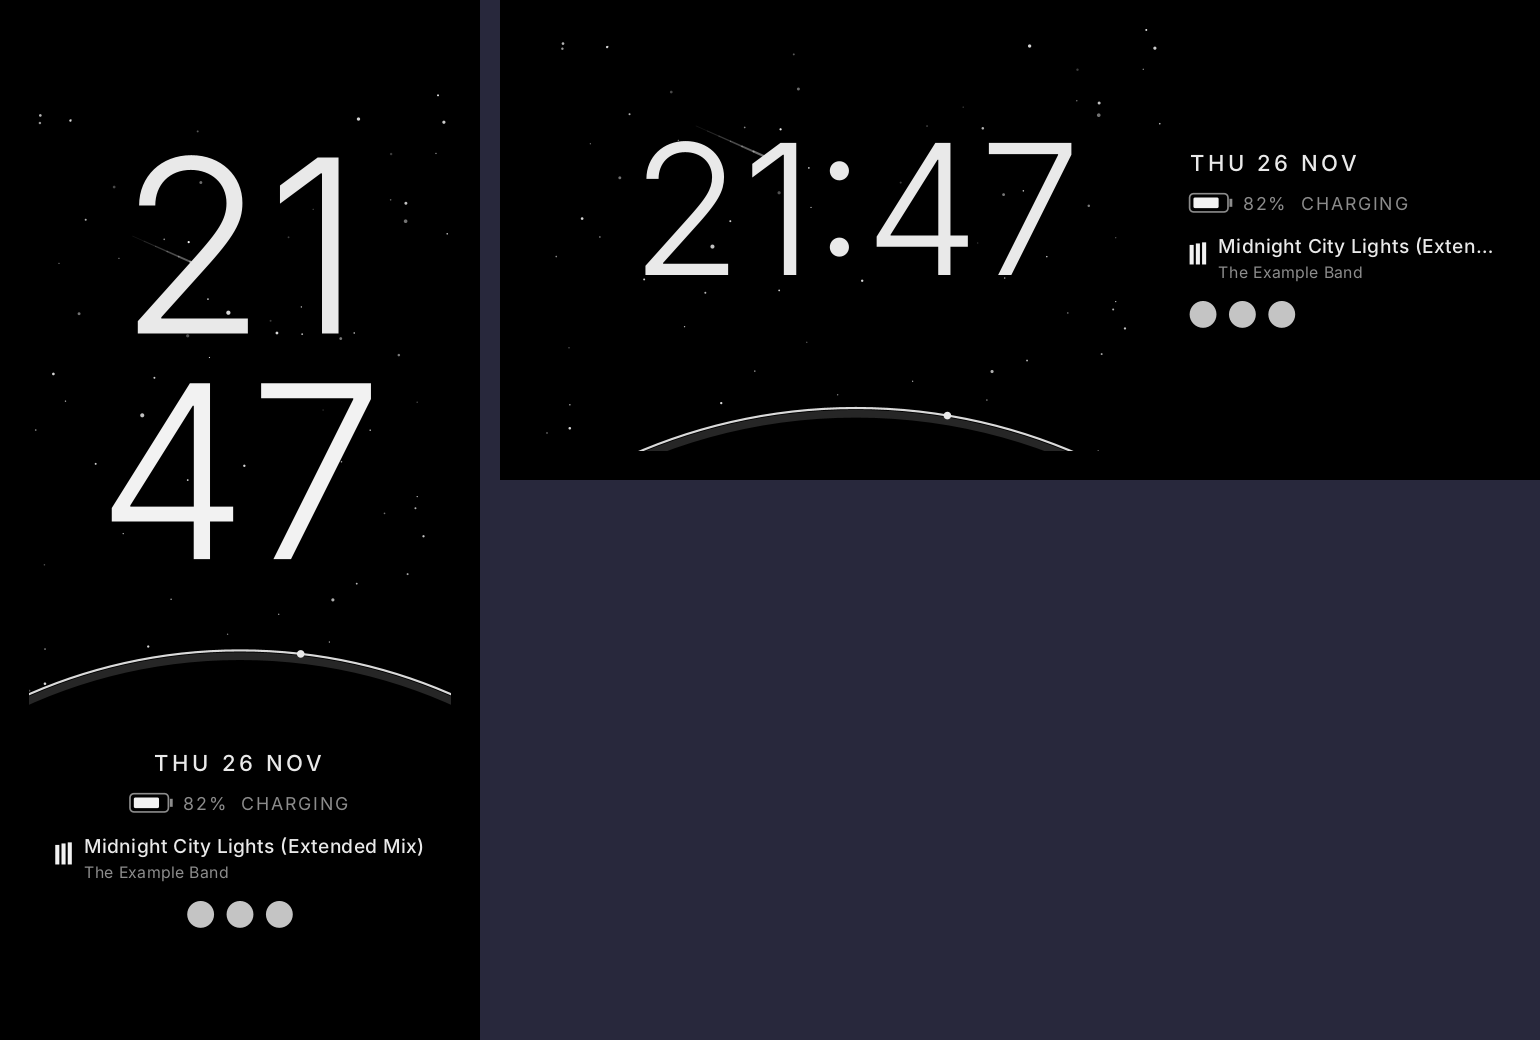 21
47
THU 26 NOV
82% CHARGING
Midnight City Lights (Extended Mix)
The Example Band
21:47
THU 26 NOV
82% CHARGING
Midnight City Lights (Exten...
The Example Band